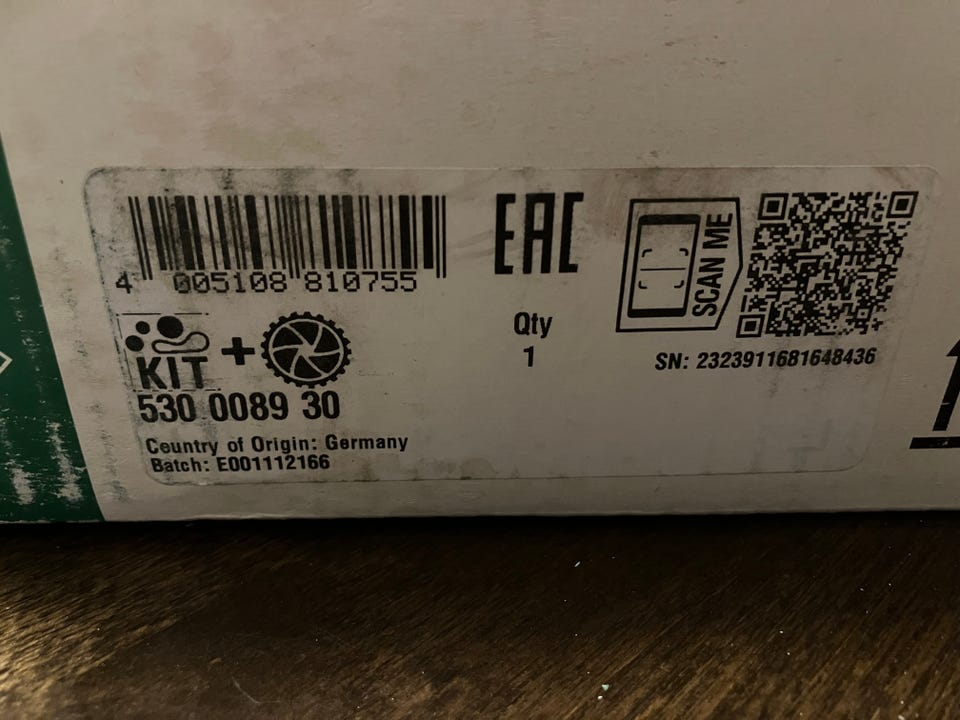 4 005108 810755
EAC
SCAN ME
KIT +
Qty
1
SN: 2323911681648436
530 0089 30
Country of Origin: Germany
Batch: E001112166